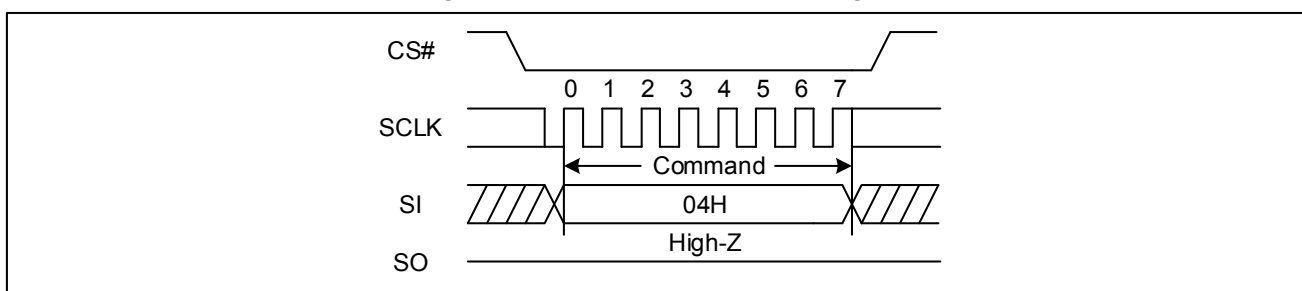 CS#
0 1 2 3 4 5 6 7
SCLK
Command
SI 04H
High-Z
SO